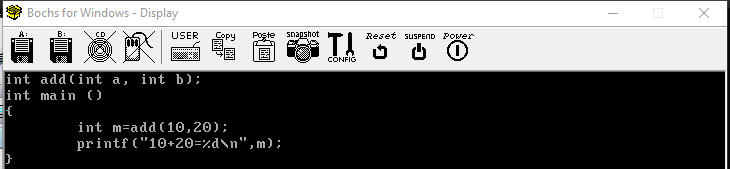 Bochs for Windows - Display
A: B: CD USER Copy Paste snapshot CONFIG Reset SUSPEND Power
int add(int a, int b);
int main ()
{
        int m=add(10,20);
        printf("10+20=%d\n",m);
}